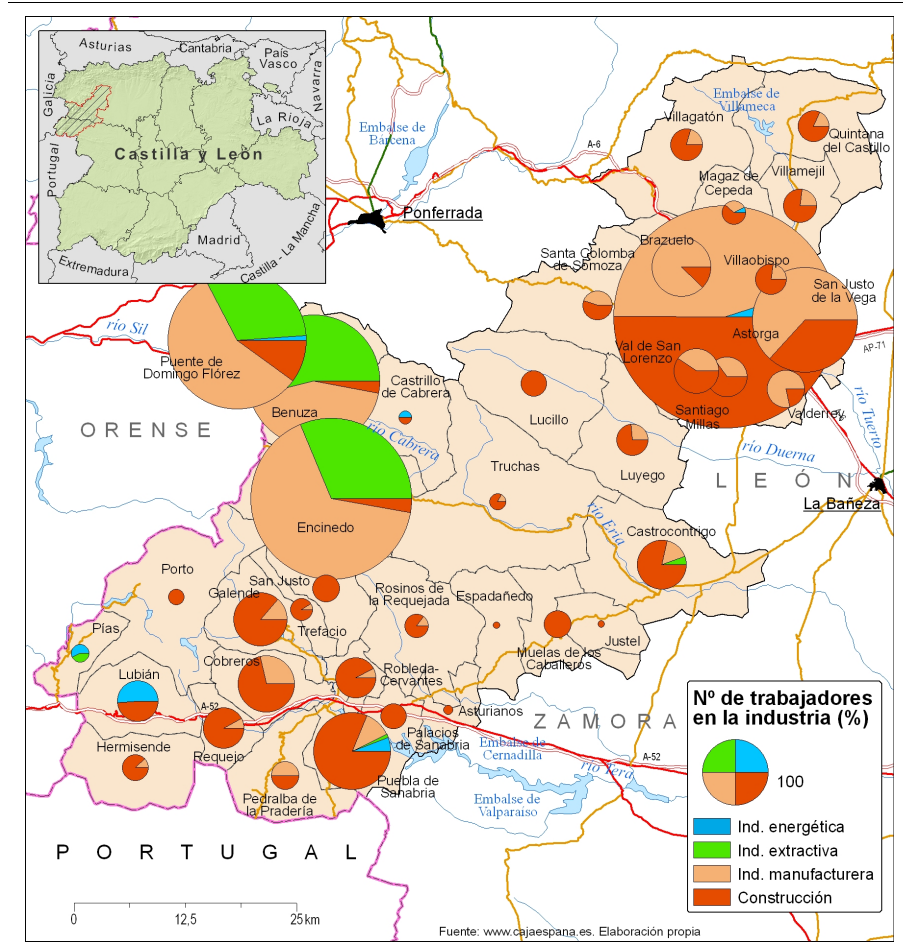 Asturias
Cantabria
País
Vasco
Navarra
Galicia
La Rioja
Castilla y León
Portugal
Madrid
Castilla - La Mancha
Extremadura
Embalse de
Bárcena
A-6
Ponferrada
Embalse de
Villameca
Villagatón
Quintana
del Castillo
Magaz de
Cepeda
Villamejil
Santa Colomba
de Somoza
Brazuelo
Villaobispo
San Justo
de la Vega
Astorga
AP-71
Val de San
Lorenzo
Santiago
Millas
Valderrey
río Tuerto
río Sil
Puente de
Domingo Flórez
Benuza
Castrillo
de Cabrera
río Cabrera
Lucillo
Luyego
río Duerna
ORENSE
LEÓN
La Bañeza
Truchas
Encinedo
río Eria
Castrocontrigo
Porto
San Justo
Galende
Trefacio
Rosinos de
la Requejada
Espadañedo
Justel
Muelas de los
Caballeros
Pías
Lubián
Cobreros
Robleda-
Cervantes
A-52
Asturianos
ZAMORA
Palacios
de Sanabria
Embalse de
Cernadilla
A-52
río Tera
Hermisende
Requejo
Pedralba de
la Pradería
Puebla de
Sanabria
Embalse de
Valparaíso
PORTUGAL
Nº de trabajadores
en la industria (%)
100
Ind. energética
Ind. extractiva
Ind. manufacturera
Construcción
0 12,5 25 km
Fuente: www.cajaespana.es. Elaboración propia